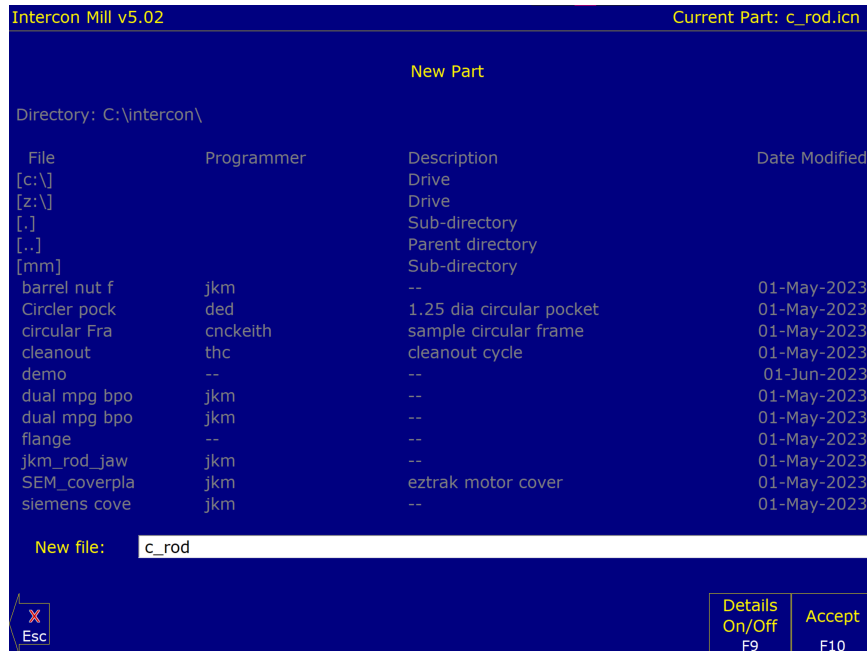 Intercon Mill v5.02 Current Part: c_rod.icn
New Part
Directory: C:\intercon\
File Programmer Description Date Modified
[c:\] Drive
[z:\] Drive
[.] Sub-directory
[..] Parent directory
[mm] Sub-directory
barrel nut f jkm -- 01-May-2023
Circler pock ded 1.25 dia circular pocket 01-May-2023
circular Fra cnckeith sample circular frame 01-May-2023
cleanout thc cleanout cycle 01-May-2023
demo -- -- 01-Jun-2023
dual mpg bpo jkm -- 01-May-2023
dual mpg bpo jkm -- 01-May-2023
flange -- -- 01-May-2023
jkm_rod_jaw jkm -- 01-May-2023
SEM_coverpla jkm eztrak motor cover 01-May-2023
siemens cove jkm -- 01-May-2023
New file: c_rod
X
Esc
Details
On/Off
F9
Accept
F10